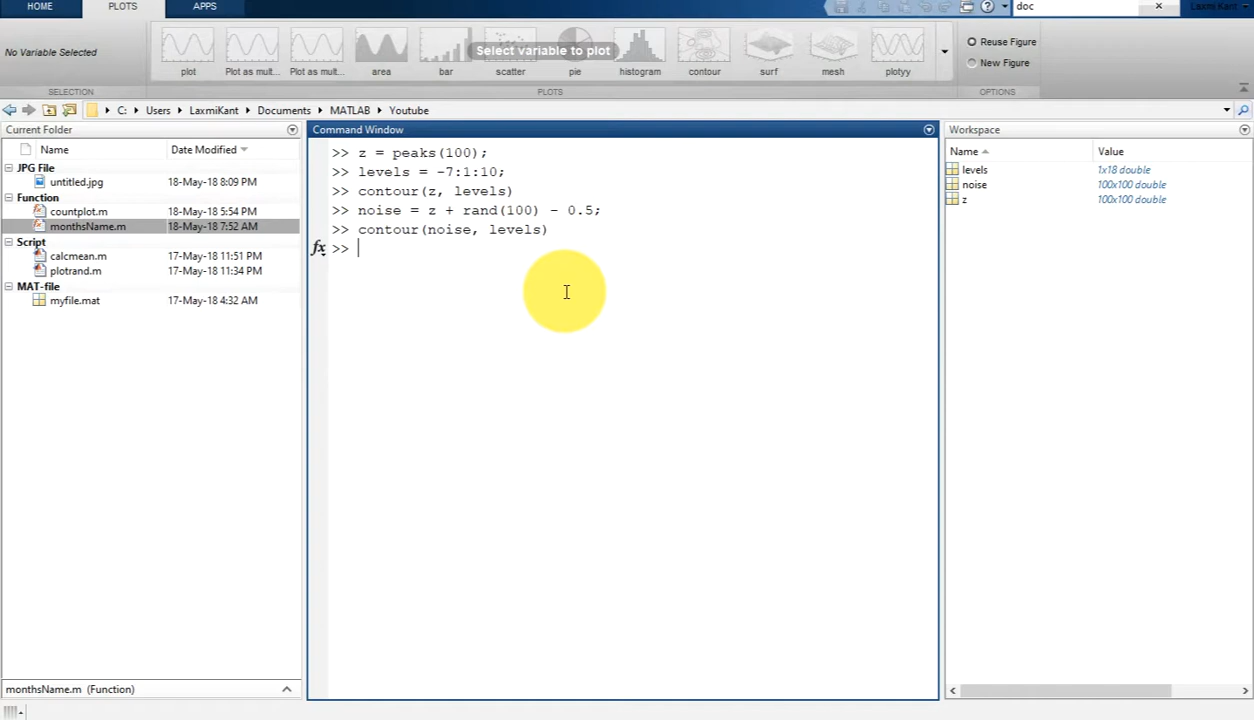 HOME PLOTS APPS doc Laxmi Kant
No Variable Selected
plot Plot as mult... Plot as mult... area bar scatter pie histogram contour surf mesh plotyy
Select variable to plot
Reuse Figure
New Figure
SELECTION PLOTS OPTIONS
C: Users LaxmiKant Documents MATLAB Youtube
Current Folder
Name Date Modified
JPG File
untitled.jpg 18-May-18 8:09 PM
Function
countplot.m 18-May-18 5:54 PM
monthsName.m 18-May-18 7:52 AM
Script
calcmean.m 17-May-18 11:51 PM
plotrand.m 17-May-18 11:34 PM
MAT-file
myfile.mat 17-May-18 4:32 AM
monthsName.m (Function)
Command Window
>> z = peaks(100);
>> levels = -7:1:10;
>> contour(z, levels)
>> noise = z + rand(100) - 0.5;
>> contour(noise, levels)
fx >>
Workspace
Name Value
levels 1x18 double
noise 100x100 double
z 100x100 double